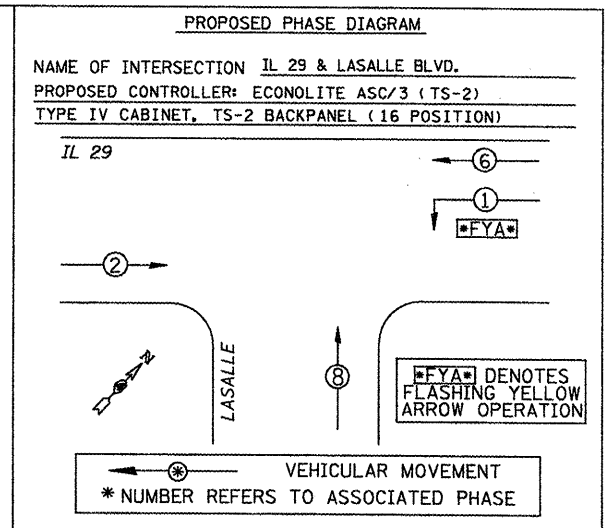 PROPOSED PHASE DIAGRAM
NAME OF INTERSECTION IL 29 & LASALLE BLVD.
PROPOSED CONTROLLER: ECONOLITE ASC/3 (TS-2)
TYPE IV CABINET, TS-2 BACKPANEL (16 POSITION)
IL 29
6
1
*FYA*
2
N
LASALLE
8
*FYA* DENOTES
FLASHING YELLOW
ARROW OPERATION
* VEHICULAR MOVEMENT
* NUMBER REFERS TO ASSOCIATED PHASE